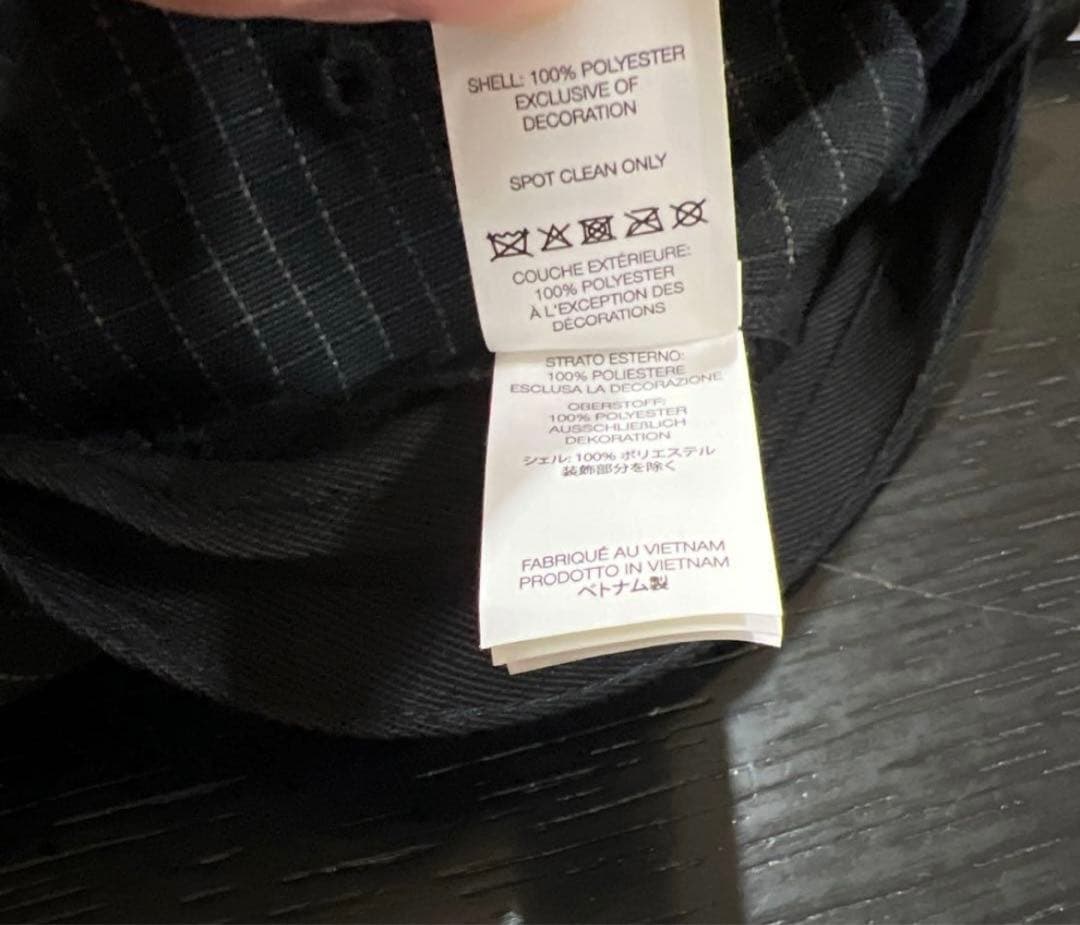 SHELL: 100% POLYESTER
EXCLUSIVE OF
DECORATION
SPOT CLEAN ONLY
COUCHE EXTÉRIEURE:
100% POLYESTER
À L'EXCEPTION DES
DÉCORATIONS
STRATO ESTERNO:
100% POLIESTERE
ESCLUSA LA DECORAZIONE
OBERSTOFF:
100% POLYESTER
AUSSCHLIEßLICH
DEKORATION
シェル: 100% ポリエステル
装飾部分を除く
FABRIQUÉ AU VIETNAM
PRODOTTO IN VIETNAM
ベトナム製